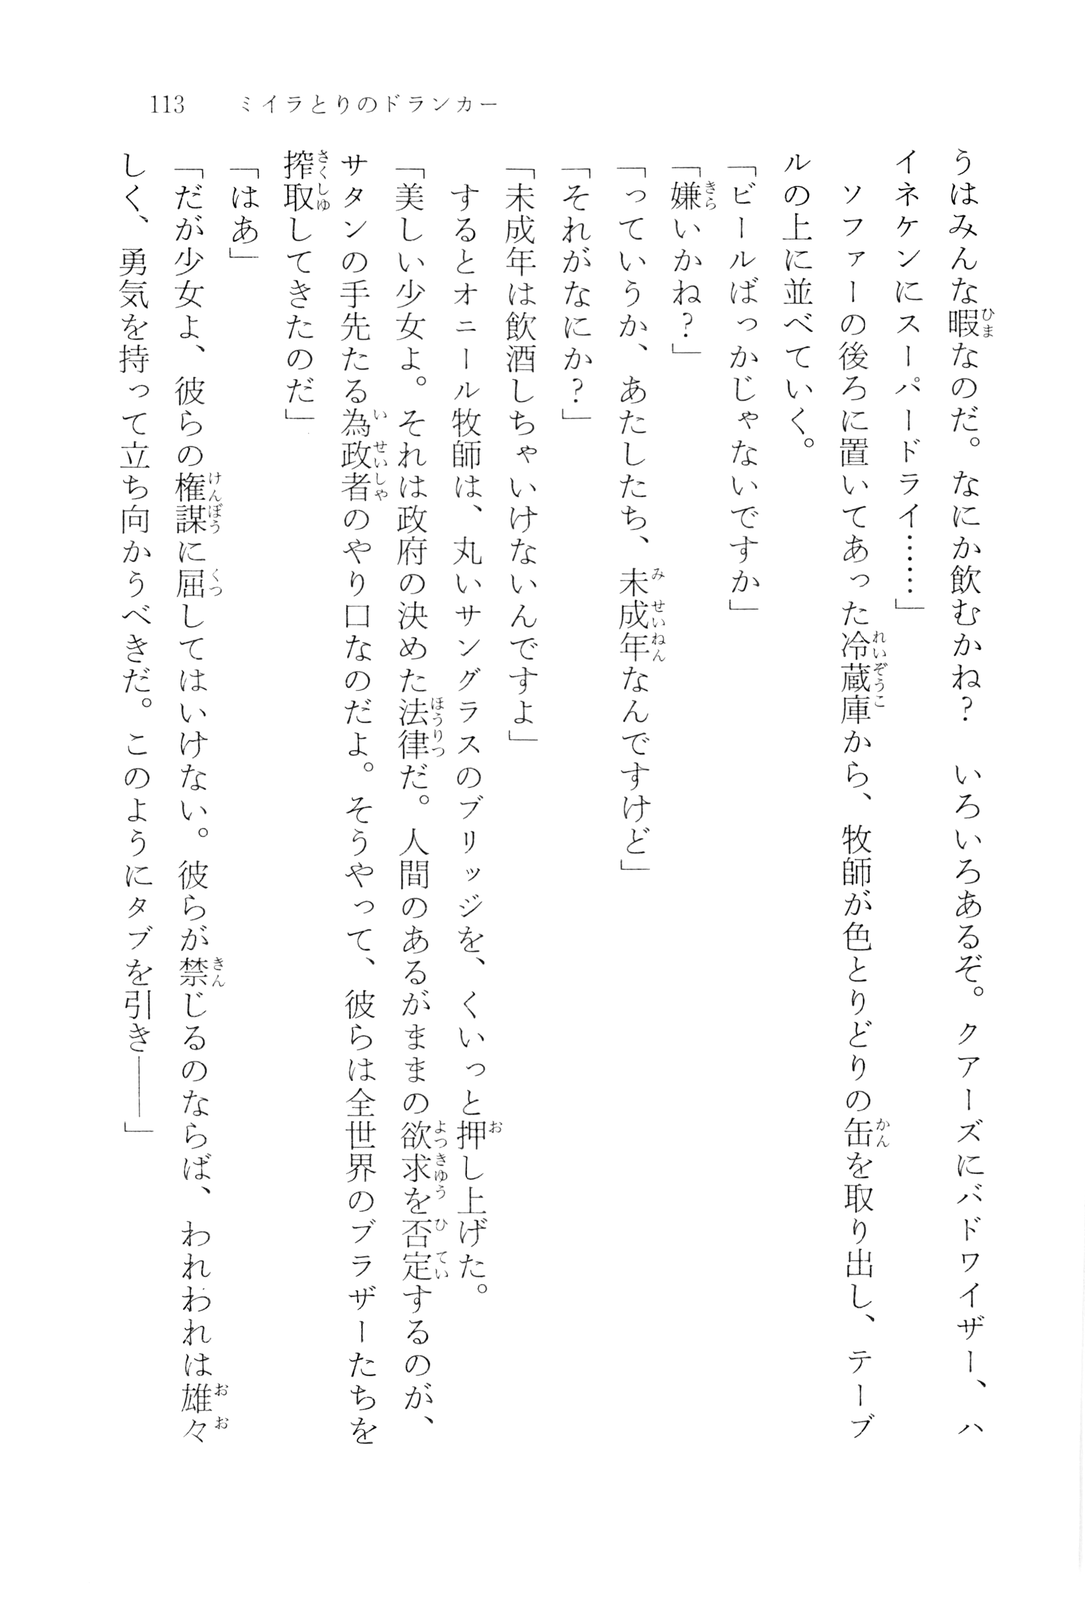 113　ミイラとりのドランカー
うはみんな暇なのだ。なにか飲むかね？　いろいろあるぞ。クアーズにバドワイザー、ハ
イネケンにスーパードライ……」
　ソファーの後ろに置いてあった冷蔵庫から、牧師が色とりどりの缶を取り出し、テーブ
ルの上に並べていく。
「ビールばっかじゃないですか」
「嫌いかね？」
「っていうか、あたしたち、未成年なんですけど」
「それがなにか？」
「未成年は飲酒しちゃいけないんですよ」
　するとオニール牧師は、丸いサングラスのブリッジを、くいっと押し上げた。
「美しい少女よ。それは政府の決めた法律だ。人間のあるがままの欲求を否定するのが、
サタンの手先たる為政者のやり口なのだよ。そうやって、彼らは全世界のブラザーたちを
搾取してきたのだ」
「はあ」
「だが少女よ、彼らの権謀に屈してはいけない。彼らが禁じるのならば、われわれは雄々
しく、勇気を持って立ち向かうべきだ。このようにタブを引き――」